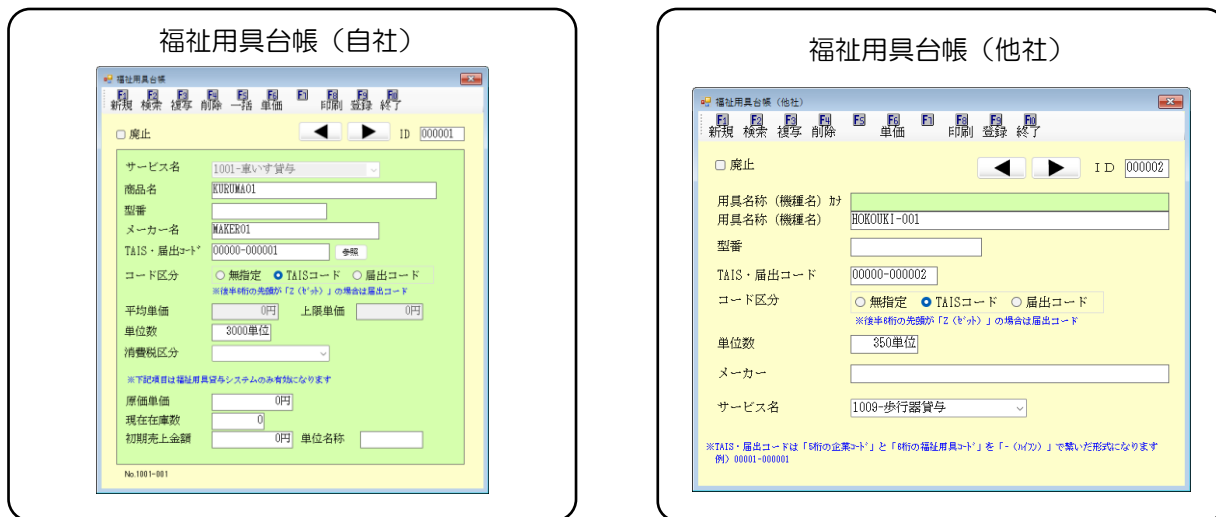 福祉用具台帳（自社）
福祉用具台帳
F1 F2 F3 F4 F5 F6 F7 F8 F9 F10
新規 検索 複写 削除 一括 単価 印刷 登録 終了
廃止 ID 000001
サービス名 1001-車いす貸与
商品名 KURUMA01
型番
メーカー名 MAKER01
TAIS・届出ｺｰﾄﾞ 00000-000001 参照
コード区分 無指定 TAISコード 届出コード
※後半6桁の先頭が「Z（ｾﾞｯﾄ）」の場合は届出コード
平均単価 0円 上限単価 0円
単位数 3000単位
消費税区分
※下記項目は福祉用具貸与システムのみ有効になります
原価単価 0円
現在在庫数 0
初期売上金額 0円 単位名称
No.1001-001
福祉用具台帳（他社）
福祉用具台帳（他社）
F1 F2 F3 F4 F5 F6 F7 F8 F9 F10
新規 検索 複写 削除 単価 印刷 登録 終了
廃止 ＩＤ 000002
用具名称（機種名）ｶﾅ
用具名称（機種名） HOKOUKI-001
型番
TAIS・届出コード 00000-000002
コード区分 無指定 TAISコード 届出コード
※後半6桁の先頭が「Z（ｾﾞｯﾄ）」の場合は届出コード
単位数 350単位
メーカー
サービス名 1009-歩行器貸与
※TAIS・届出コードは「5桁の企業ｺｰﾄﾞ」と「6桁の福祉用具ｺｰﾄﾞ」を「-（ﾊｲﾌﾝ）」で繋いだ形式になります
例）00001-000001